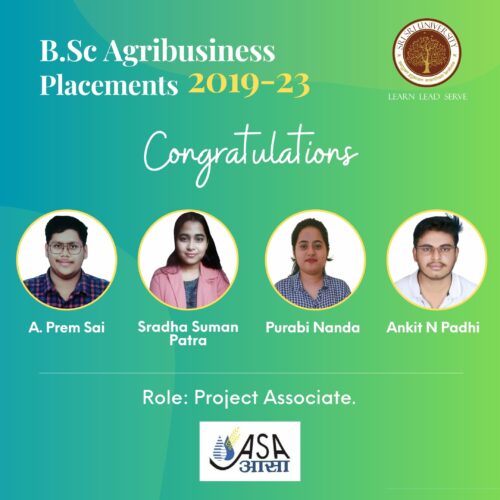 B.Sc Agribusiness
Placements 2019-23
SRI SRI UNIVERSITY
LEARN LEAD SERVE
Congratulations
A. Prem Sai
Sradha Suman
Patra
Purabi Nanda
Ankit N Padhi
Role: Project Associate.
ASA
आसा